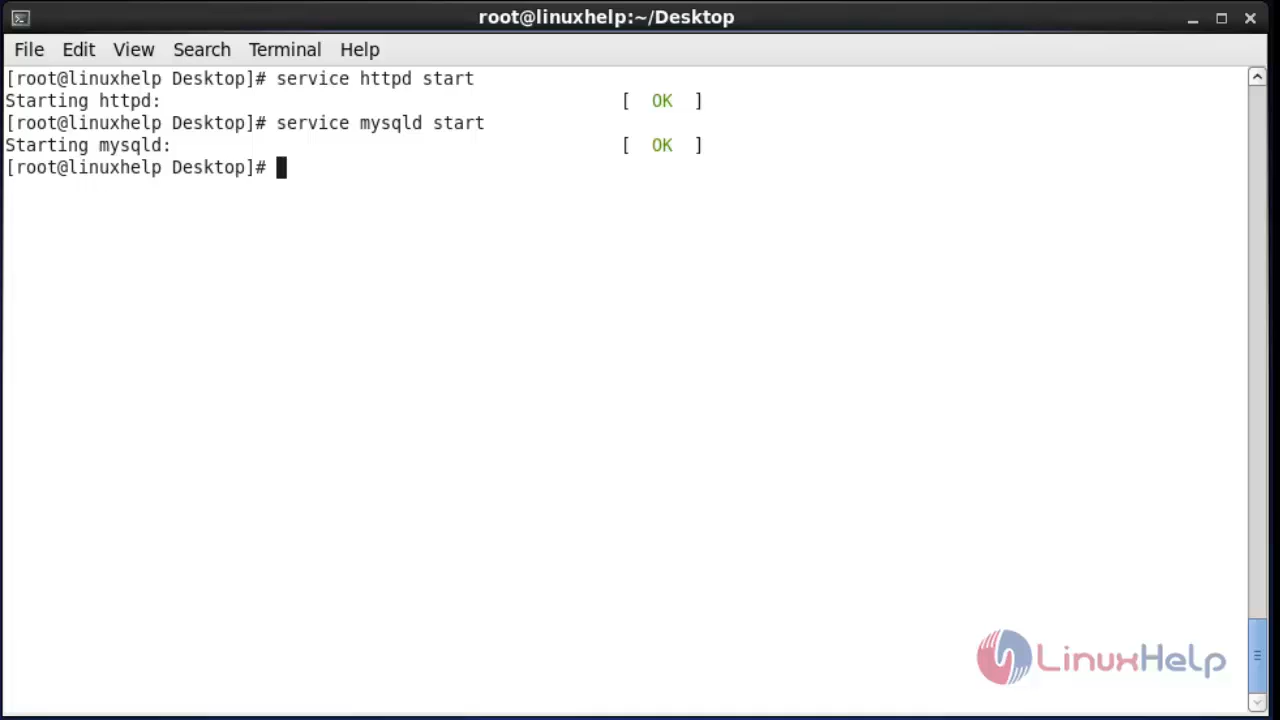 root@linuxhelp:~/Desktop
File Edit View Search Terminal Help
[root@linuxhelp Desktop]# service httpd start
Starting httpd: [ OK ]
[root@linuxhelp Desktop]# service mysqld start
Starting mysqld: [ OK ]
[root@linuxhelp Desktop]#
LinuxHelp